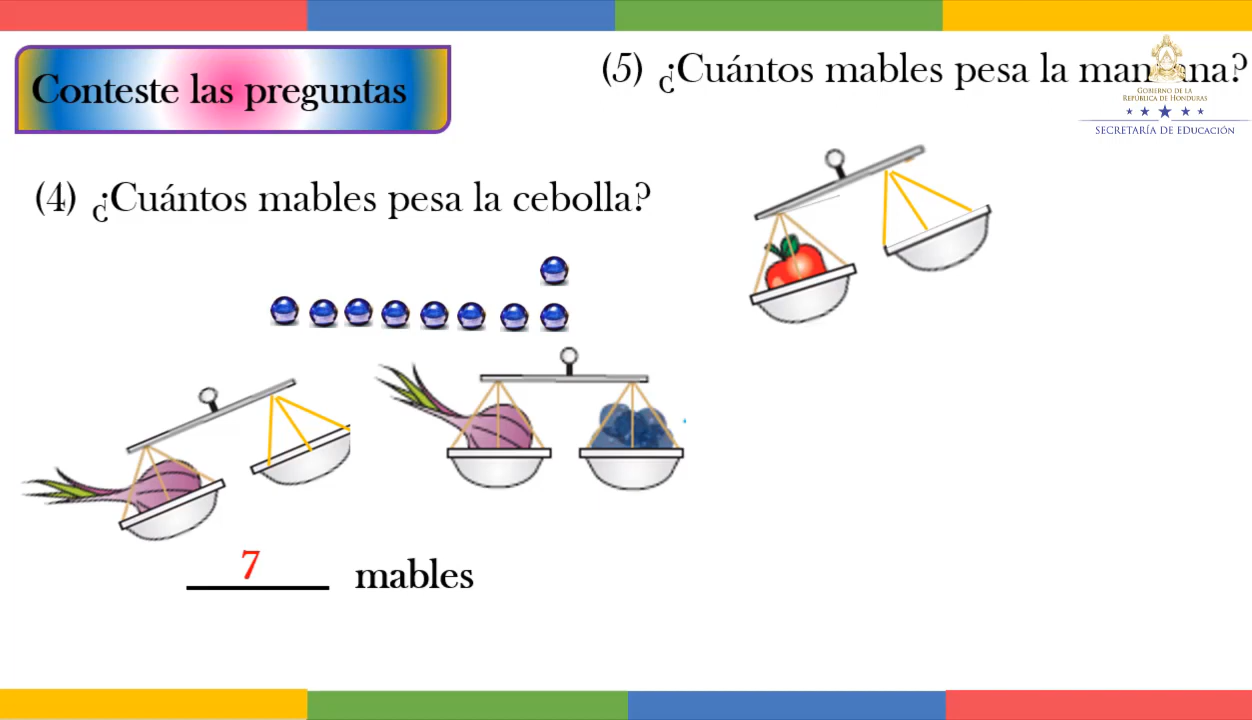 Conteste las preguntas
(5) ¿Cuántos mables pesa la manzana?
GOBIERNO DE LA
REPÚBLICA DE HONDURAS
SECRETARÍA DE EDUCACIÓN
(4) ¿Cuántos mables pesa la cebolla?
7 mables